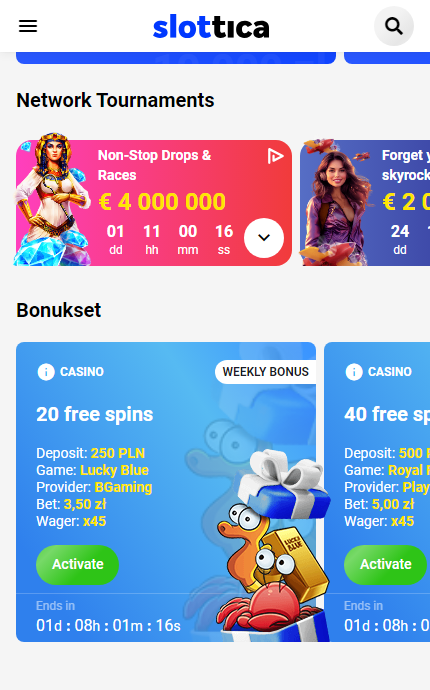 slottica
Network Tournaments
Non-Stop Drops &
Races
€ 4 000 000
01 11 00 16
dd hh mm ss
Forget
skyrock
€ 2 0
24
dd
Bonukset
CASINO
WEEKLY BONUS
20 free spins
Deposit: 250 PLN
Game: Lucky Blue
Provider: BGaming
Bet: 3,50 zł
Wager: x45
Activate
LUCKY
BLUE
Ends in
01d : 08h : 01m : 16s
CASINO
40 free sp
Deposit: 500
Game: Royal
Provider: Play
Bet: 5,00 zł
Wager: x45
Activate
Ends in
01d : 08h : 0